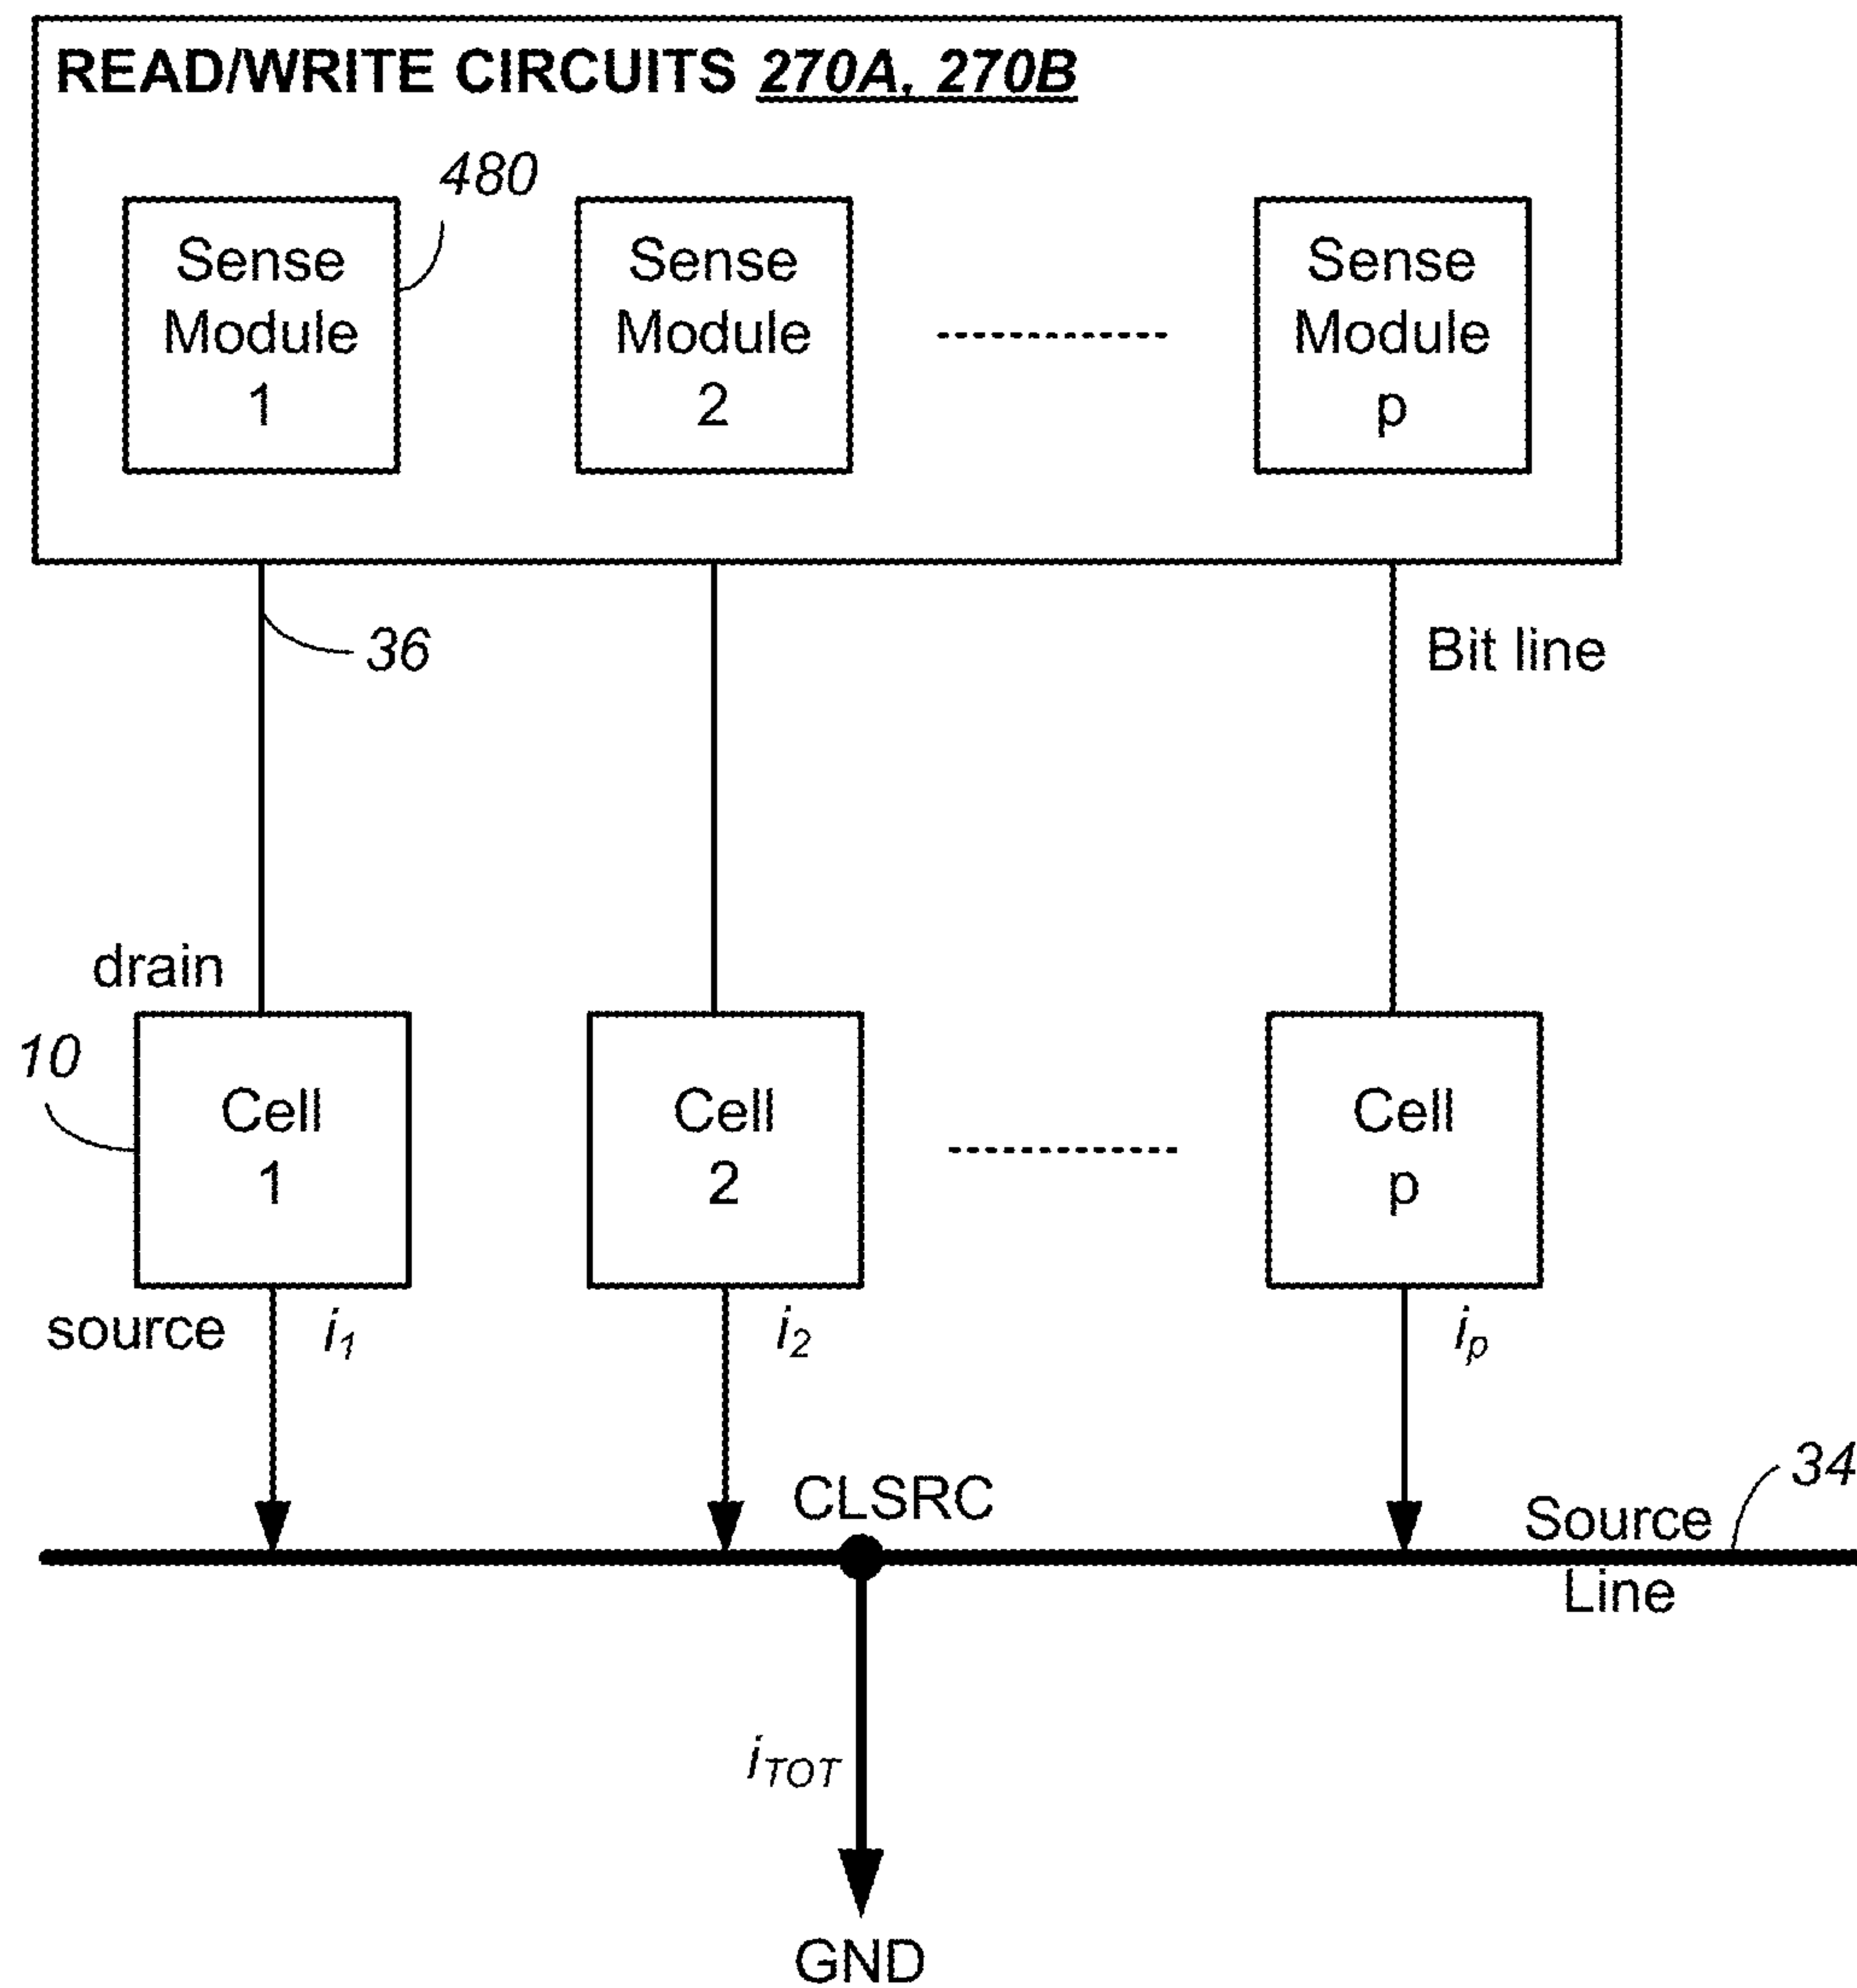 READ/WRITE CIRCUITS 270A, 270B
480
Sense
Module
1
Sense
Module
2
Sense
Module
p
36
Bit line
drain
10
Cell
1
Cell
2
Cell
p
source
i1
i2
ip
CLSRC
34
Source
Line
iTOT
GND